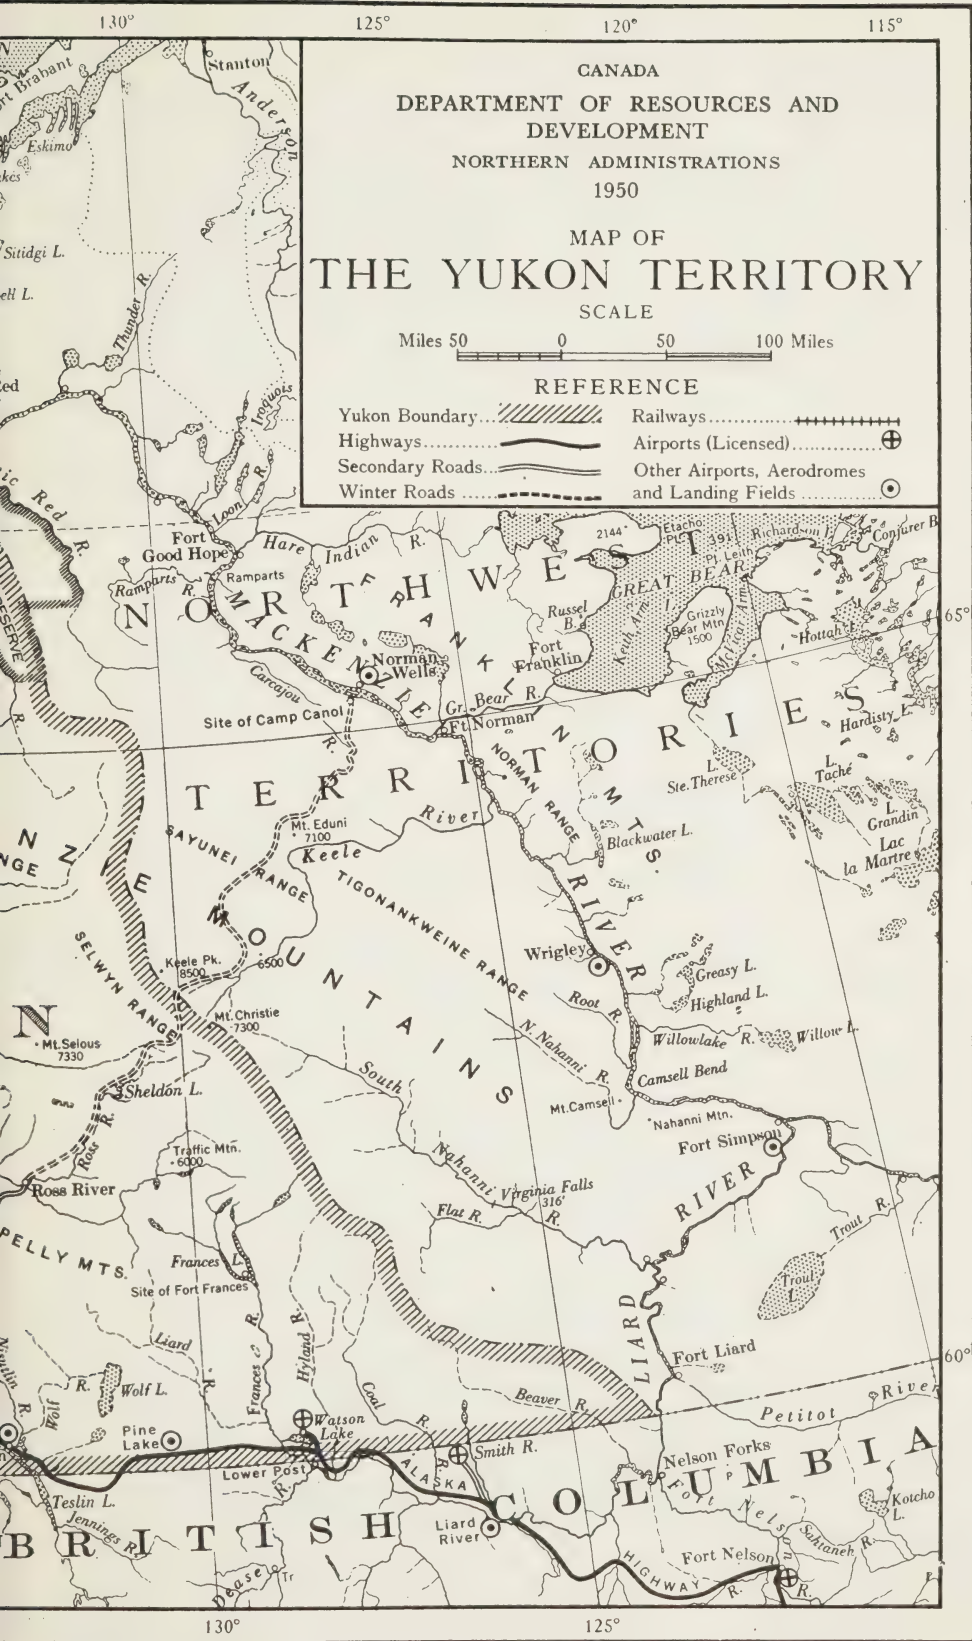 130°
125°
120°
115°
CANADA
DEPARTMENT OF RESOURCES AND
DEVELOPMENT
NORTHERN ADMINISTRATIONS
1950
MAP OF
THE YUKON TERRITORY
SCALE
Miles 50 0 50 100 Miles
REFERENCE
Yukon Boundary
Highways
Secondary Roads
Winter Roads
Railways
Airports (Licensed)
Other Airports, Aerodromes
and Landing Fields
Stanton
Anderson
Brabant
Eskimo
Sitidgi L.
Thunder R.
Iroquois
Loon R.
Red
R.
Fort
Good Hope
Hare Indian R.
Ramparts R.
Ramparts
NORTHWEST
TERRITORIES
MACKENZIE
RIVER
FRANKLIN
MTS.
2144
Etacho
Pt.
391
Pt. Leith
Richardson I.
Conjurer B.
GREAT BEAR
L.
Keith Arm
Grizzly
Bear Mtn
1500
McVicar Arm
Hottah L.
65°
Russel
B.
Fort
Franklin
Norman
Wells
Carcajou
R.
Gr. Bear R.
Ft. Norman
Site of Camp Canol
Hardisty L.
L.
Ste. Therese
L.
Taché
L.
Grandin
Lac
la Martre
NORMAN RANGE
Blackwater L.
Mt. Eduni
7100
Keele River
SAYUNEI
RANGE
TIGONANKWEINE RANGE
MOUNTAINS
SELWYN RANGE
Keele Pk.
8500
6500
Mt. Christie
7300
N
Mt. Selous
7330
Sheldon L.
Ross R.
Ross River
Traffic Mtn.
6000
Wrigley
Greasy L.
Highland L.
Root R.
N. Nahanni R.
Willowlake R.
Willow L.
Camsell Bend
Mt. Camsell
Nahanni Mtn.
Fort Simpson
South
Nahanni
R.
Virginia Falls
316'
Flat R.
LIARD
RIVER
Trout R.
Trout
L.
PELLY MTS.
Frances L.
Site of Fort Frances
Liard
R.
Frances R.
Hyland R.
Coal
R.
Beaver R.
Fort Liard
60°
Petitot River
Wolf
R.
Wolf L.
Pine
Lake
Watson
Lake
Lower Post
Smith R.
ALASKA
HIGHWAY
Nelson Forks
Fort Nelson
R.
Teslin L.
Jennings R.
BRITISH
COLUMBIA
Dease
Liard
River
Fort Nelson
Kotcho
L.
Sahtaneh R.
130°
125°